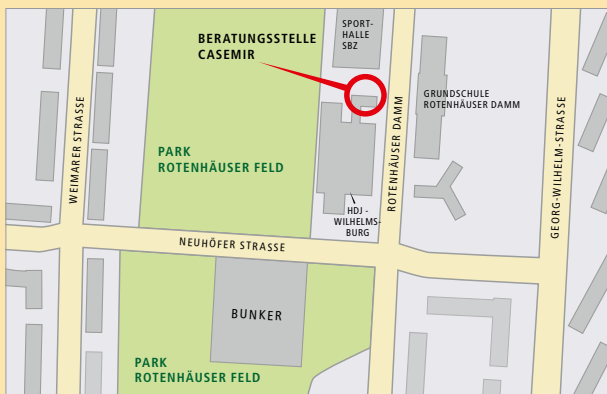 SPORT-
HALLE
SBZ
BERATUNGSSTELLE
CASEMIR
GRUNDSCHULE
ROTENHÄUSER DAMM
WEIMARER STRASSE
ROTENHÄUSER DAMM
GEORG-WILHELM-STRASSE
PARK
ROTENHÄUSER FELD
HDJ -
WILHELMS-
BURG
NEUHÖFER STRASSE
BUNKER
PARK
ROTENHÄUSER FELD